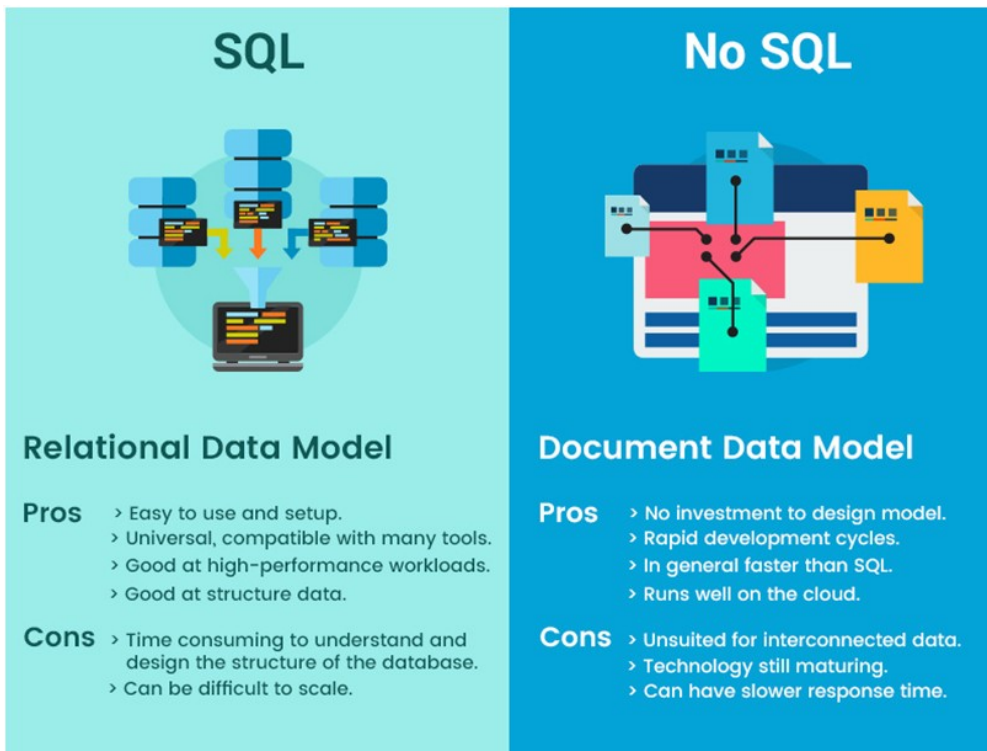 SQL
Relational Data Model
Pros
> Easy to use and setup.
> Universal, compatible with many tools.
> Good at high-performance workloads.
> Good at structure data.
Cons
> Time consuming to understand and
design the structure of the database.
> Can be difficult to scale.
No SQL
Document Data Model
Pros
> No investment to design model.
> Rapid development cycles.
> In general faster than SQL.
> Runs well on the cloud.
Cons
> Unsuited for interconnected data.
> Technology still maturing.
> Can have slower response time.